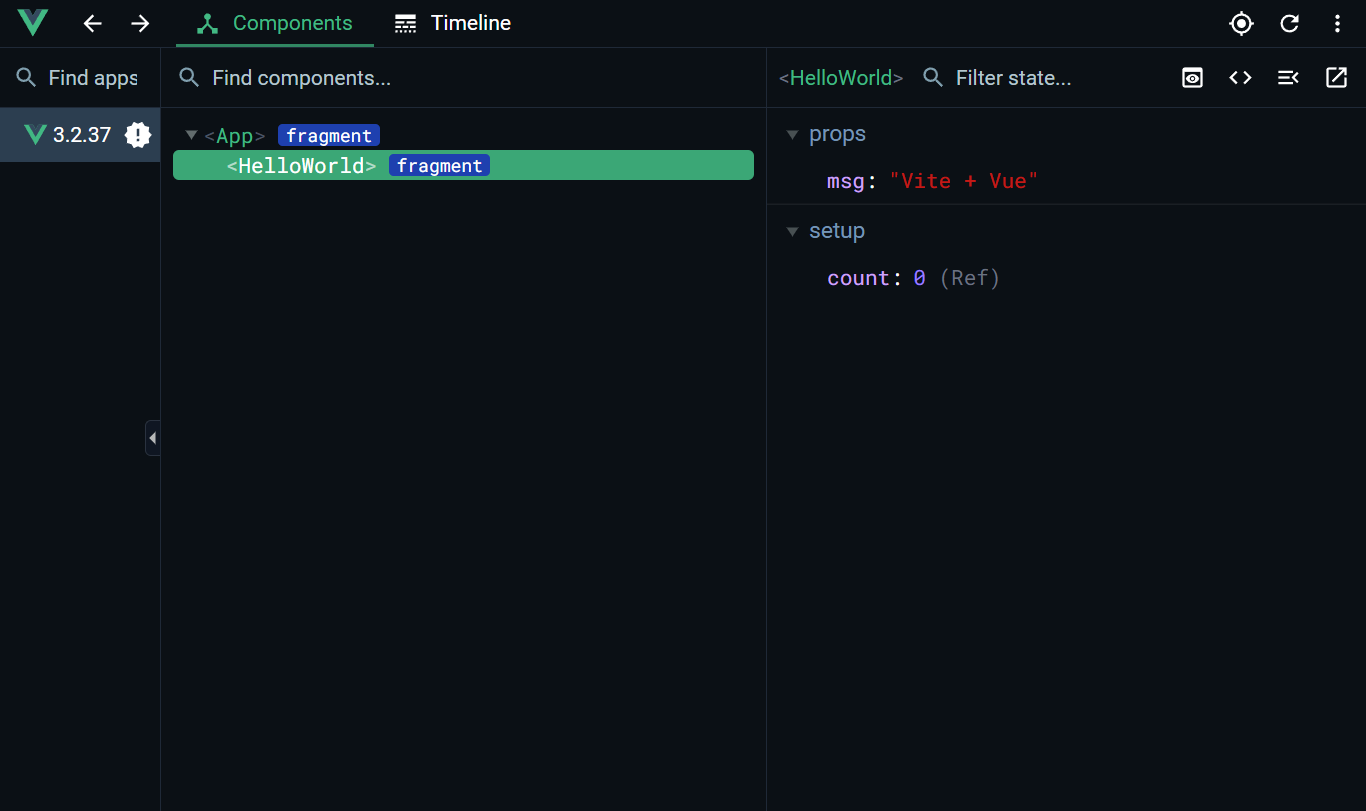 Components
Timeline
Find apps
Find components...
<HelloWorld>
Filter state...
3.2.37
<App> fragment
<HelloWorld> fragment
props
msg: "Vite + Vue"
setup
count: 0 (Ref)